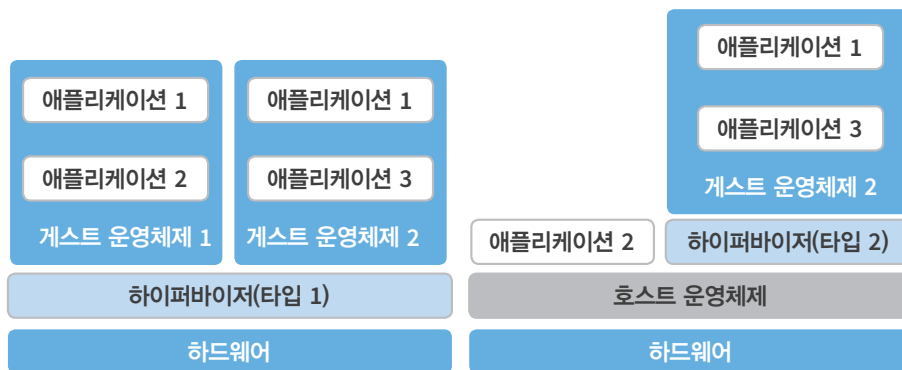 애플리케이션 1
애플리케이션 2
게스트 운영체제 1
애플리케이션 1
애플리케이션 3
게스트 운영체제 2
하이퍼바이저(타입 1)
하드웨어
애플리케이션 1
애플리케이션 3
게스트 운영체제 2
애플리케이션 2
하이퍼바이저(타입 2)
호스트 운영체제
하드웨어